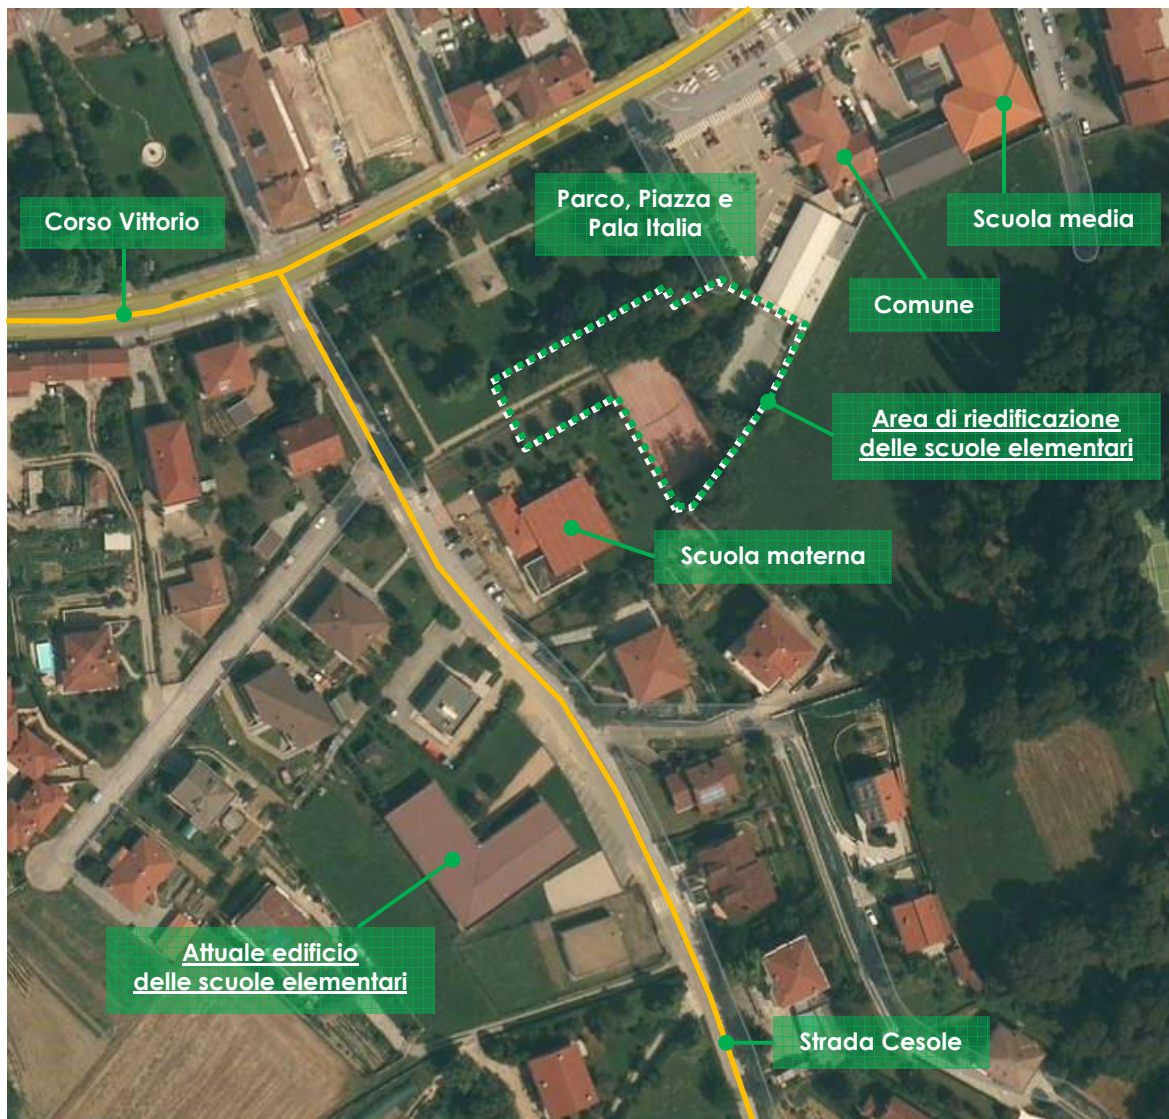 Parco, Piazza e
Pala Italia
Corso Vittorio
Scuola media
Comune
Area di riedificazione
delle scuole elementari
Scuola materna
Attuale edificio
delle scuole elementari
Strada Cesole